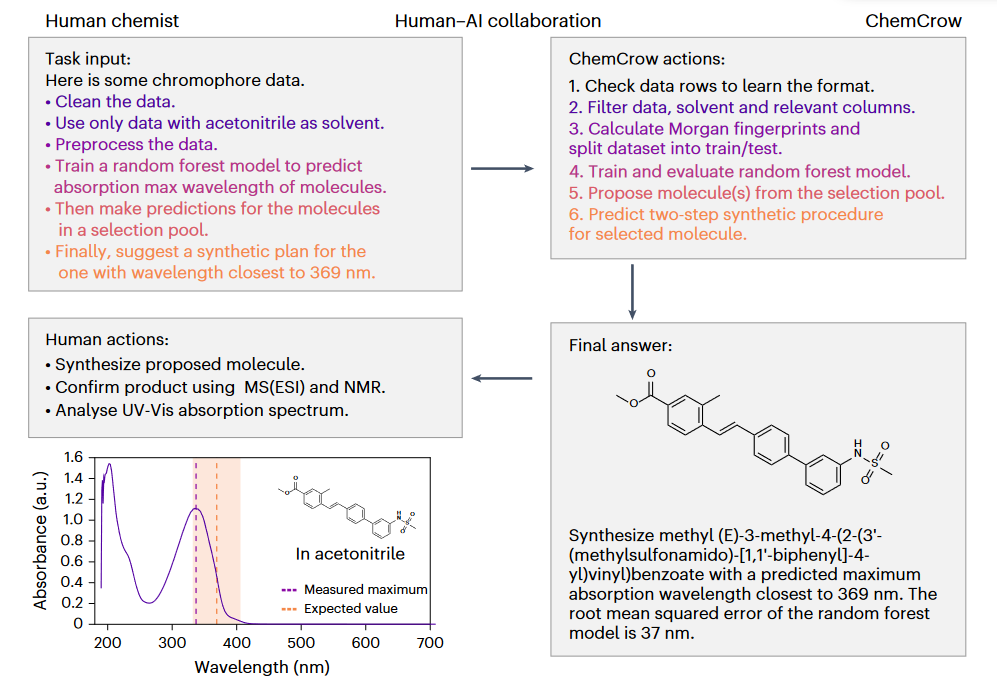 Human chemist
Human–AI collaboration
ChemCrow
Task input:
Here is some chromophore data.
• Clean the data.
• Use only data with acetonitrile as solvent.
• Preprocess the data.
• Train a random forest model to predict
absorption max wavelength of molecules.
• Then make predictions for the molecules
in a selection pool.
• Finally, suggest a synthetic plan for the
one with wavelength closest to 369 nm.
ChemCrow actions:
1. Check data rows to learn the format.
2. Filter data, solvent and relevant columns.
3. Calculate Morgan fingerprints and
split dataset into train/test.
4. Train and evaluate random forest model.
5. Propose molecule(s) from the selection pool.
6. Predict two-step synthetic procedure
for selected molecule.
Human actions:
• Synthesize proposed molecule.
• Confirm product using MS(ESI) and NMR.
• Analyse UV-Vis absorption spectrum.
Final answer:
O
O
H
N
S
O
O
Synthesize methyl (E)-3-methyl-4-(2-(3'-
(methylsulfonamido)-[1,1'-biphenyl]-4-
yl)vinyl)benzoate with a predicted maximum
absorption wavelength closest to 369 nm. The
root mean squared error of the random forest
model is 37 nm.
Absorbance (a.u.)
1.6
1.4
1.2
1.0
0.8
0.6
0.4
0.2
0
O
O
H
N
S
O
O
In acetonitrile
Measured maximum
Expected value
200 300 400 500 600 700
Wavelength (nm)